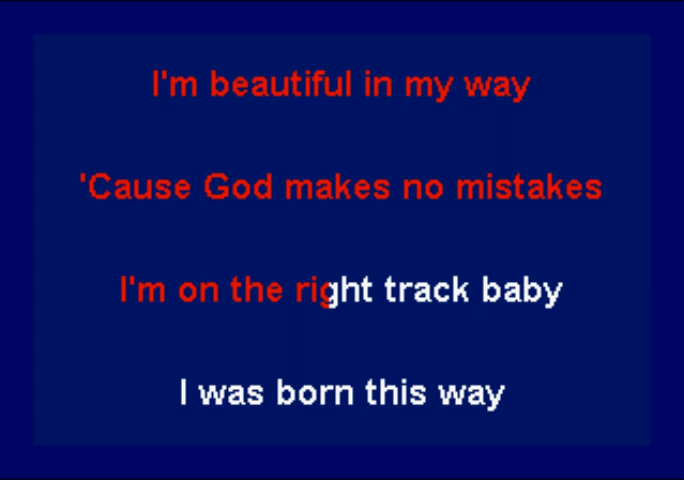 I'm beautiful in my way
'Cause God makes no mistakes
I'm on the right track baby
I was born this way